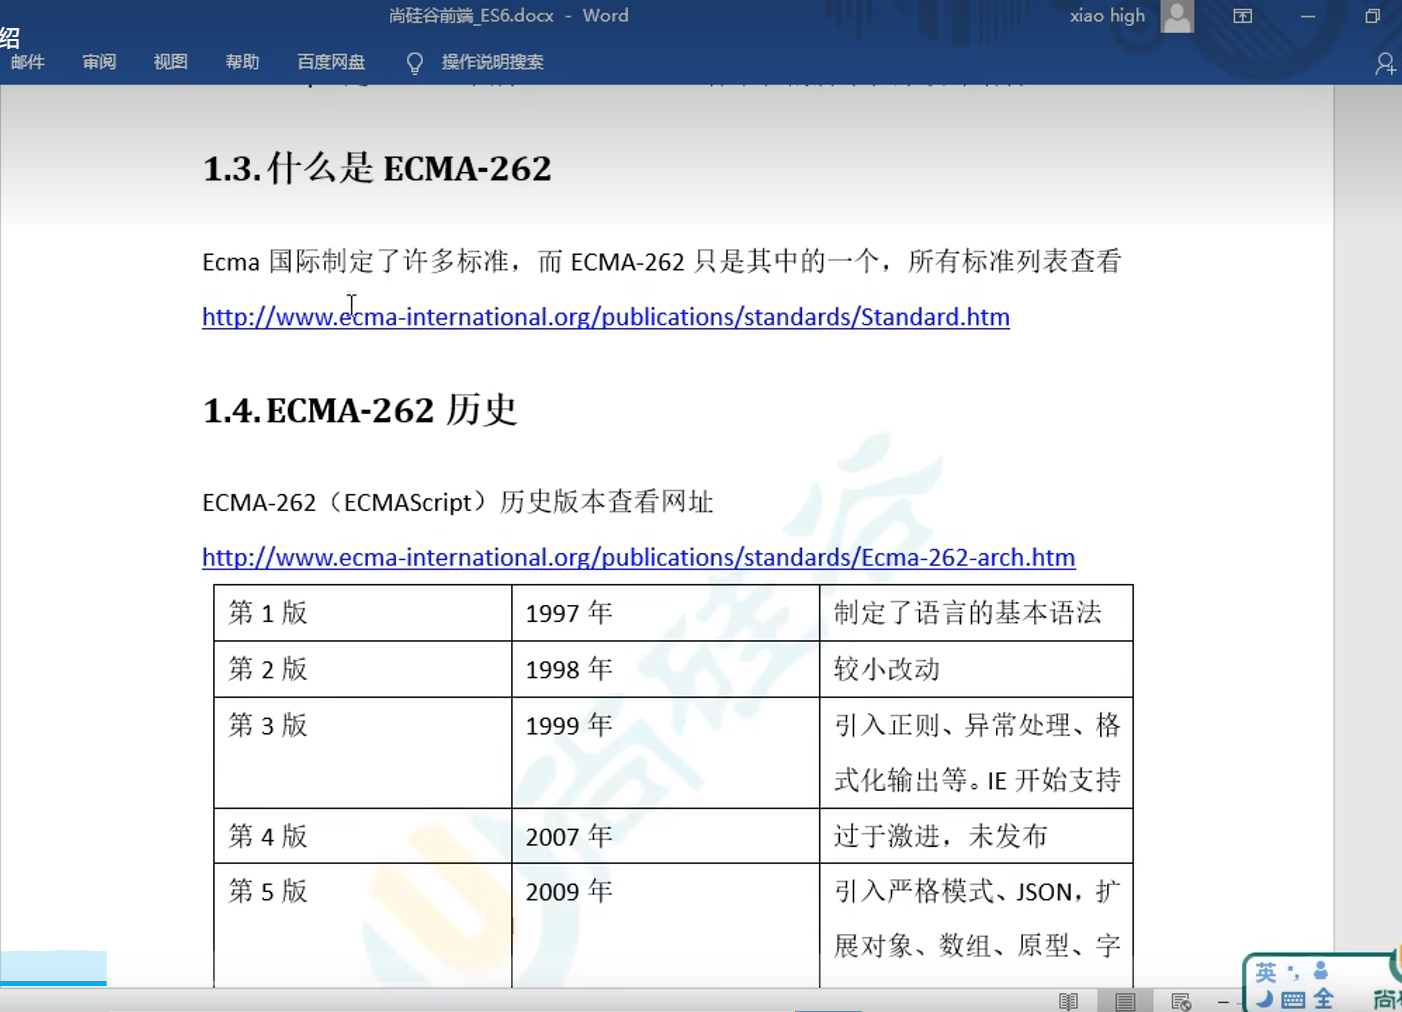 尚硅谷前端_ES6.docx - Word
xiao high
绍
邮件 审阅 视图 帮助 百度网盘 操作说明搜索
1.3.什么是 ECMA-262
Ecma 国际制定了许多标准，而 ECMA-262 只是其中的一个，所有标准列表查看
http://www.ecma-international.org/publications/standards/Standard.htm
1.4.ECMA-262 历史
ECMA-262（ECMAScript）历史版本查看网址
http://www.ecma-international.org/publications/standards/Ecma-262-arch.htm
第 1 版 1997 年 制定了语言的基本语法
第 2 版 1998 年 较小改动
第 3 版 1999 年 引入正则、异常处理、格
式化输出等。IE 开始支持
第 4 版 2007 年 过于激进，未发布
第 5 版 2009 年 引入严格模式、JSON，扩
展对象、数组、原型、字
尚硅谷
英
全
尚